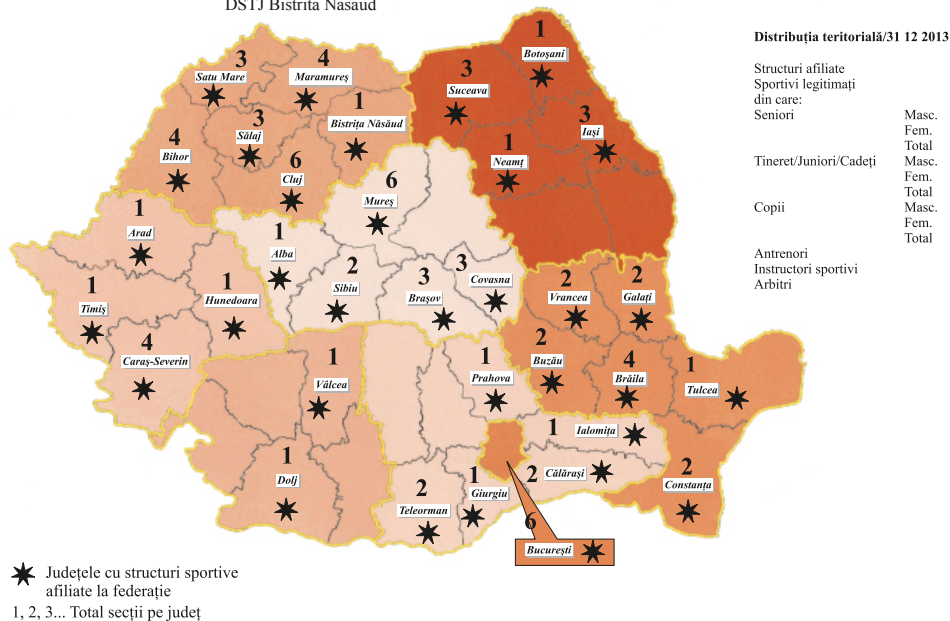 DSTJ Bistrita Nasaud
Distribuția teritorială/31 12 2013
Structuri afiliate
Sportivi legitimați
din care:
Seniori Masc.
Fem.
Total
Tineret/Juniori/Cadeți Masc.
Fem.
Total
Copii Masc.
Fem.
Total
Antrenori
Instructori sportivi
Arbitri
3
Satu Mare
4
Maramureș
1
Bistrița Năsăud
3
Sălaj
4
Bihor
6
Cluj
3
Suceava
1
Botoșani
3
Iași
1
Neamț
6
Mureș
1
Arad
1
Alba
2
Sibiu
3
Brașov
3
Covasna
1
Timiș
1
Hunedoara
4
Caraș-Severin
2
Vrancea
2
Galați
2
Buzău
4
Brăila
1
Tulcea
1
Vâlcea
1
Prahova
1
Ialomița
2
Călărași
2
Constanța
1
Dolj
2
Teleorman
1
Giurgiu
6
București
Județele cu structuri sportive
afiliate la federație
1, 2, 3... Total secții pe județ